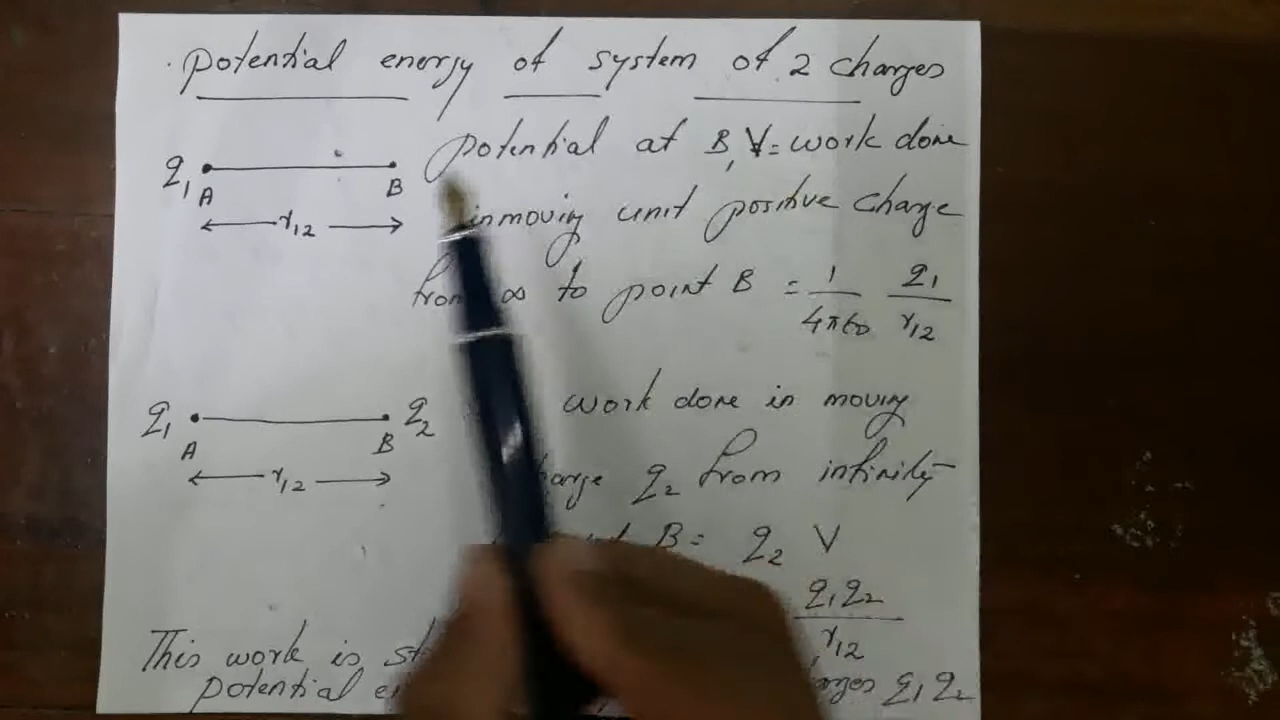 potential energy of system of 2 charges
q₁ A B
r₁₂
potential at B, V = work done
in moving unit positive charge
from ∞ to point B = 1/4πε₀ q₁/r₁₂
q₁ A B q₂
r₁₂
work done in moving
q₂ from infinity
B = q₂ V
q₁q₂/r₁₂
This work is
potential
q₁ q₂